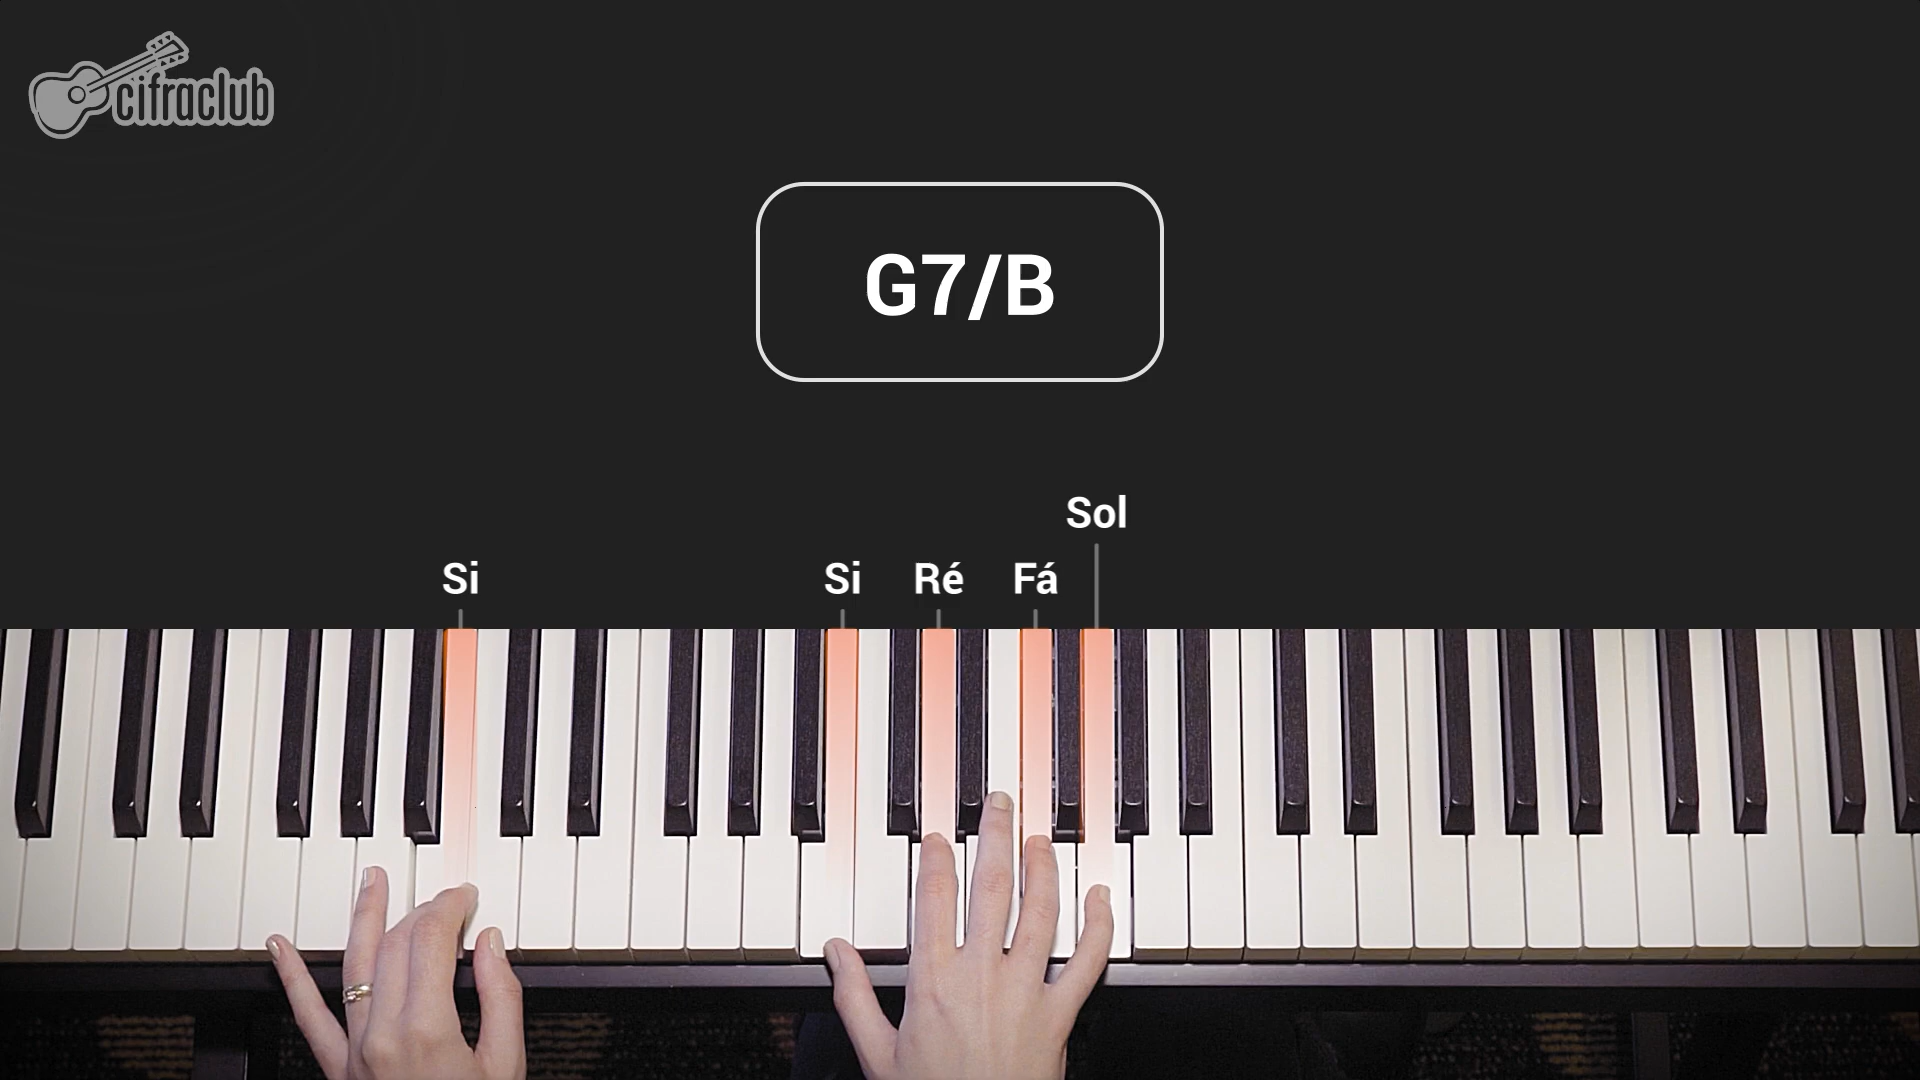 cifraclub
G7/B
Sol
Si
Si Ré Fá